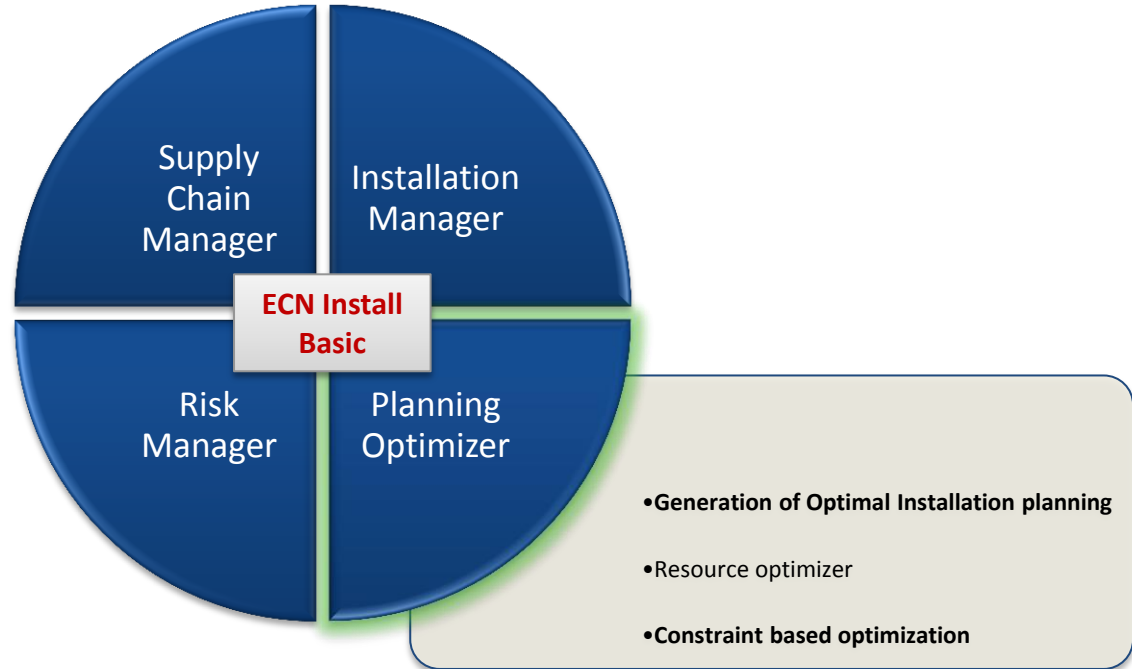 Supply
Chain
Manager
Installation
Manager
ECN Install
Basic
Risk
Manager
Planning
Optimizer
•Generation of Optimal Installation planning
•Resource optimizer
•Constraint based optimization